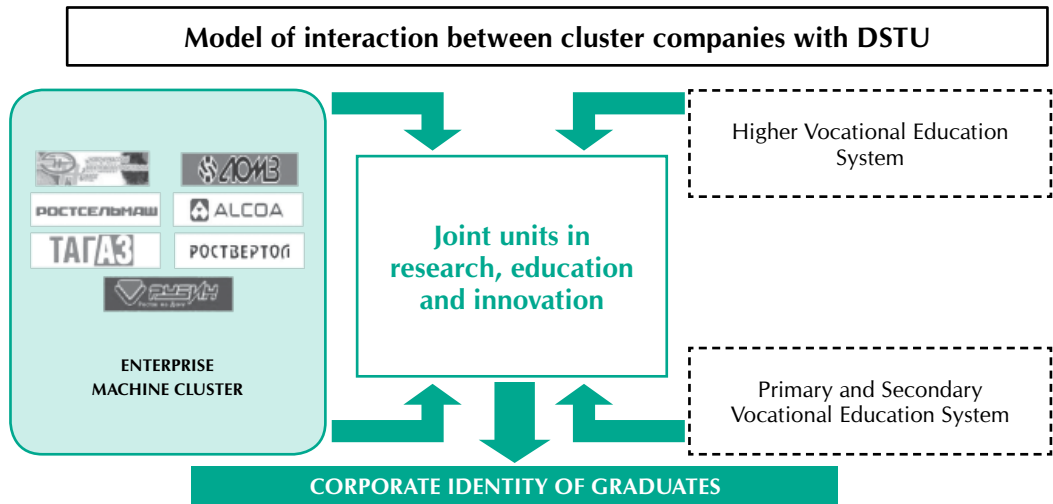 Model of interaction between cluster companies with DSTU
ЛОМЗ
РОСТСЕЛЬМАШ
ALCOA
ТАГАЗ
РОСТВЕРТОЛ
РУБИН
ENTERPRISE
MACHINE CLUSTER
Joint units in
research, education
and innovation
Higher Vocational Education
System
Primary and Secondary
Vocational Education System
CORPORATE IDENTITY OF GRADUATES